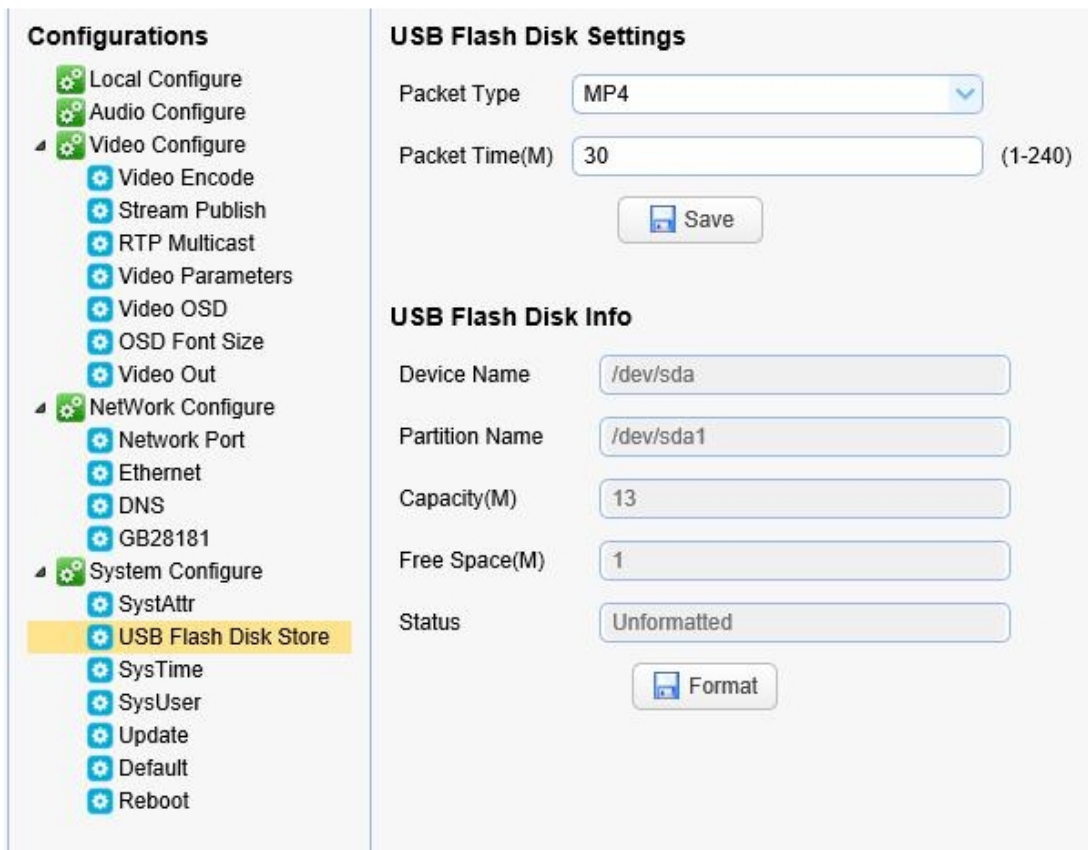 Configurations
Local Configure
Audio Configure
Video Configure
Video Encode
Stream Publish
RTP Multicast
Video Parameters
Video OSD
OSD Font Size
Video Out
NetWork Configure
Network Port
Ethernet
DNS
GB28181
System Configure
SystAttr
USB Flash Disk Store
SysTime
SysUser
Update
Default
Reboot
USB Flash Disk Settings
Packet Type MP4
Packet Time(M) 30 (1-240)
Save
USB Flash Disk Info
Device Name /dev/sda
Partition Name /dev/sda1
Capacity(M) 13
Free Space(M) 1
Status Unformatted
Format